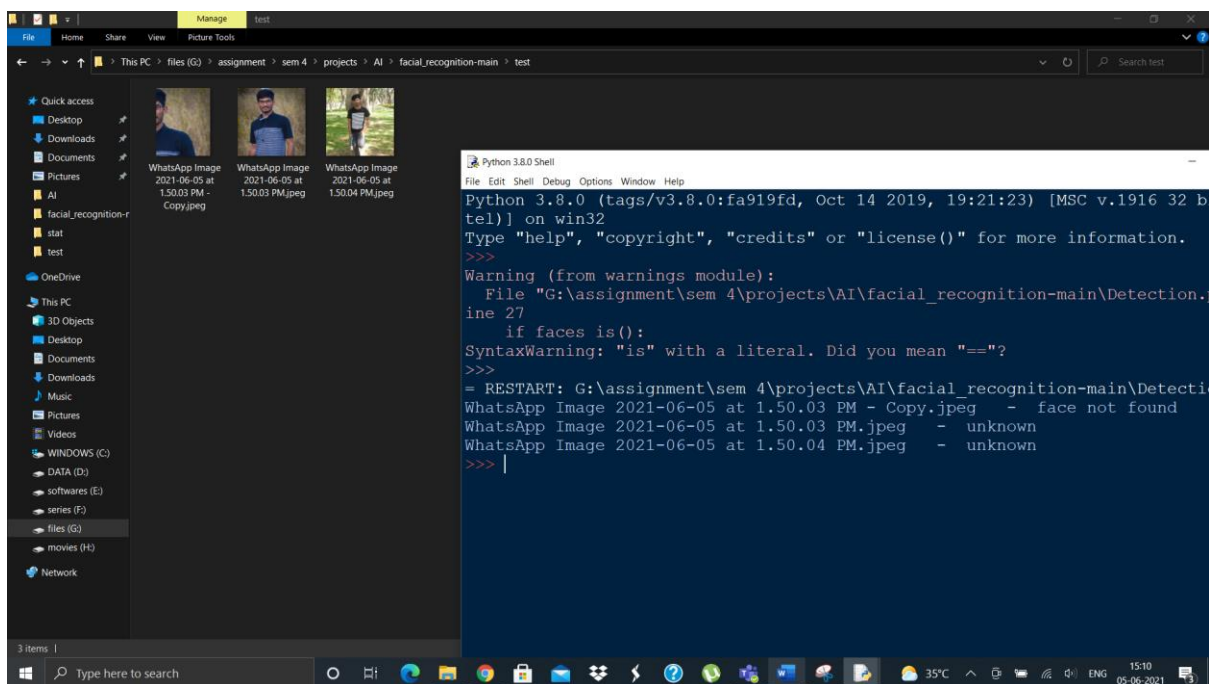 Manage
test
File
Home
Share
View
Picture Tools
This PC > files (G:) > assignment > sem 4 > projects > AI > facial_recognition-main > test
Search test
Quick access
Desktop
Downloads
Documents
Pictures
AI
facial_recognition-r
stat
test
OneDrive
This PC
3D Objects
Desktop
Documents
Downloads
Music
Pictures
Videos
WINDOWS (C:)
DATA (D:)
softwares (E:)
series (F:)
files (G:)
movies (H:)
Network
3 items
WhatsApp Image
2021-06-05 at
1.50.03 PM -
Copy.jpeg
WhatsApp Image
2021-06-05 at
1.50.03 PM.jpeg
WhatsApp Image
2021-06-05 at
1.50.04 PM.jpeg
Python 3.8.0 Shell
File Edit Shell Debug Options Window Help
Python 3.8.0 (tags/v3.8.0:fa919fd, Oct 14 2019, 19:21:23) [MSC v.1916 32 b
tel)] on win32
Type "help", "copyright", "credits" or "license()" for more information.
>>>
Warning (from warnings module):
File "G:\assignment\sem 4\projects\AI\facial_recognition-main\Detection.
ine 27
if faces is():
SyntaxWarning: "is" with a literal. Did you mean "=="?
>>>
= RESTART: G:\assignment\sem 4\projects\AI\facial_recognition-main\Detecti
WhatsApp Image 2021-06-05 at 1.50.03 PM - Copy.jpeg - face not found
WhatsApp Image 2021-06-05 at 1.50.03 PM.jpeg - unknown
WhatsApp Image 2021-06-05 at 1.50.04 PM.jpeg - unknown
>>>
Type here to search
35°C
ENG
15:10
05-06-2021